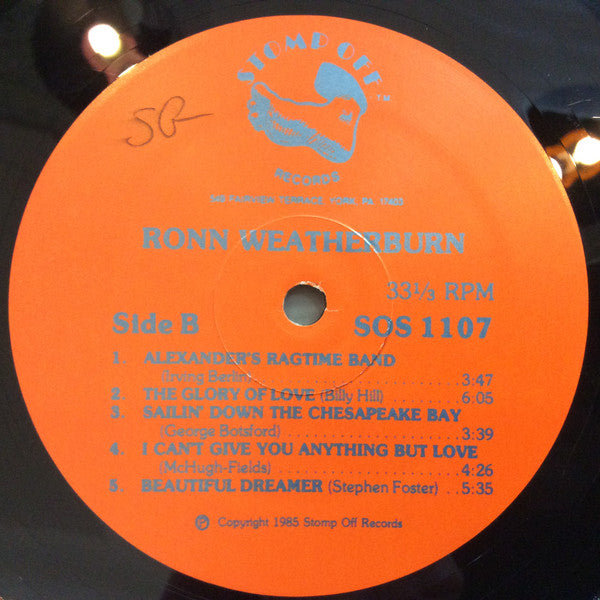 STOMP OFF
TM
RECORDS
549 FAIRVIEW TERRACE, YORK, PA 17403
RONN WEATHERBURN
33 1/3 RPM
Side B
SOS 1107
1. ALEXANDER'S RAGTIME BAND
(Irving Berlin) 3:47
2. THE GLORY OF LOVE (Billy Hill) 6:05
3. SAILIN' DOWN THE CHESAPEAKE BAY
(George Botsford) 3:39
4. I CAN'T GIVE YOU ANYTHING BUT LOVE
(McHugh-Fields) 4:26
5. BEAUTIFUL DREAMER (Stephen Foster) 5:35
Ⓟ Copyright 1985 Stomp Off Records